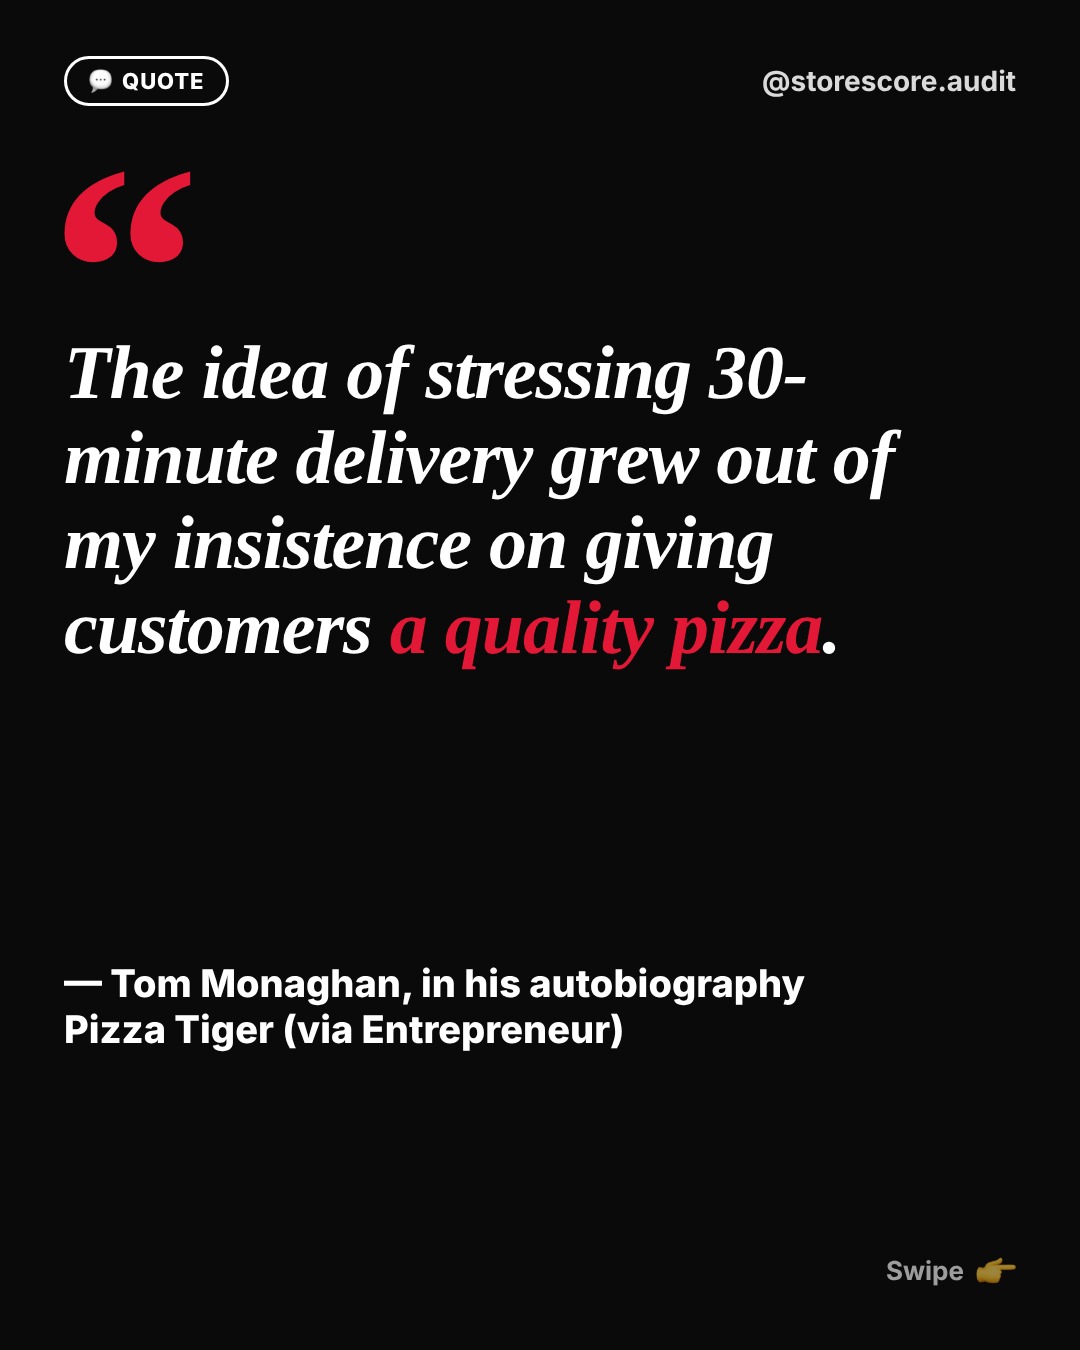 💬 QUOTE
@storescore.audit
“
The idea of stressing 30-
minute delivery grew out of
my insistence on giving
customers a quality pizza.
— Tom Monaghan, in his autobiography
Pizza Tiger (via Entrepreneur)
Swipe 👉